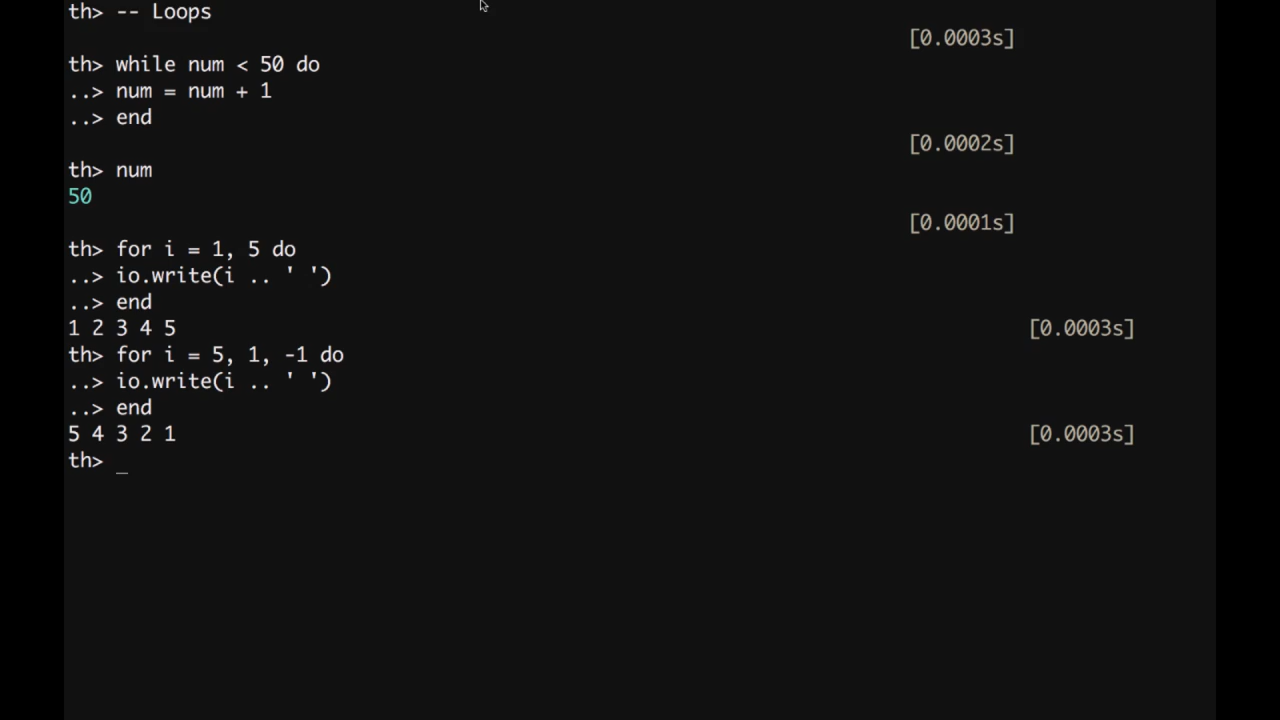 th> -- Loops
[0.0003s]
th> while num < 50 do
..> num = num + 1
..> end
[0.0002s]
th> num
50
[0.0001s]
th> for i = 1, 5 do
..> io.write(i .. ' ')
..> end
1 2 3 4 5 [0.0003s]
th> for i = 5, 1, -1 do
..> io.write(i .. ' ')
..> end
5 4 3 2 1 [0.0003s]
th> _